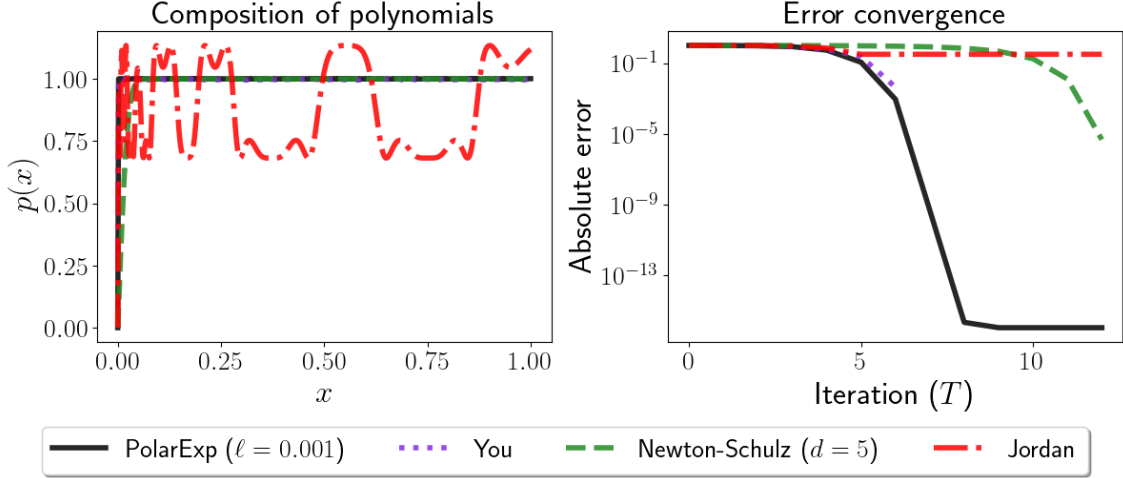 Composition of polynomials
p(x)
1.00
0.75
0.50
0.25
0.00
0.00 0.25 0.50 0.75 1.00
x
Error convergence
Absolute error
10⁻¹
10⁻⁵
10⁻⁹
10⁻¹³
0 5 10
Iteration (T)
PolarExp (ℓ = 0.001) You Newton-Schulz (d = 5) Jordan